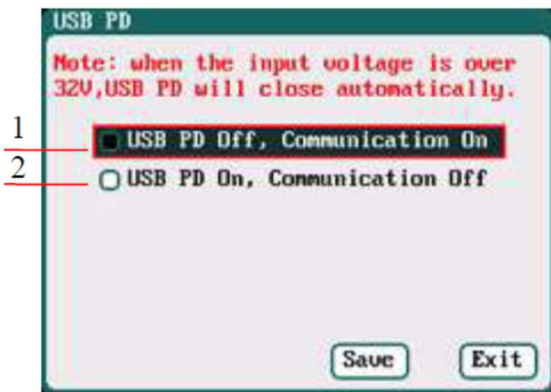 USB PD
Note: when the input voltage is over
32V,USB PD will close automatically.
1
USB PD Off, Communication On
2
USB PD On, Communication Off
Save Exit